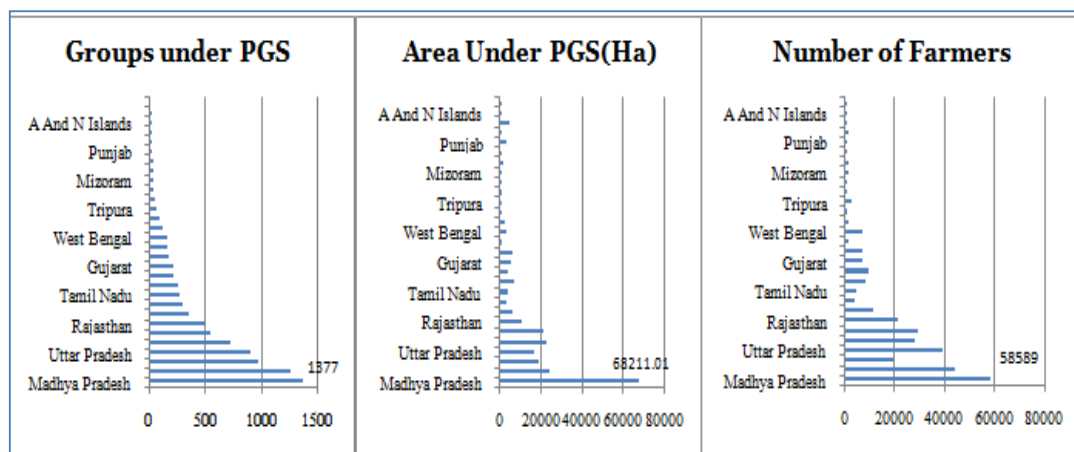 Groups under PGS
A And N Islands
Punjab
Mizoram
Tripura
West Bengal
Gujarat
Tamil Nadu
Rajasthan
Uttar Pradesh
Madhya Pradesh
1377
0 500 1000 1500
Area Under PGS(Ha)
A And N Islands
Punjab
Mizoram
Tripura
West Bengal
Gujarat
Tamil Nadu
Rajasthan
Uttar Pradesh
Madhya Pradesh
68211.01
0 20000 40000 60000 80000
Number of Farmers
A And N Islands
Punjab
Mizoram
Tripura
West Bengal
Gujarat
Tamil Nadu
Rajasthan
Uttar Pradesh
Madhya Pradesh
58589
0 20000 40000 60000 80000